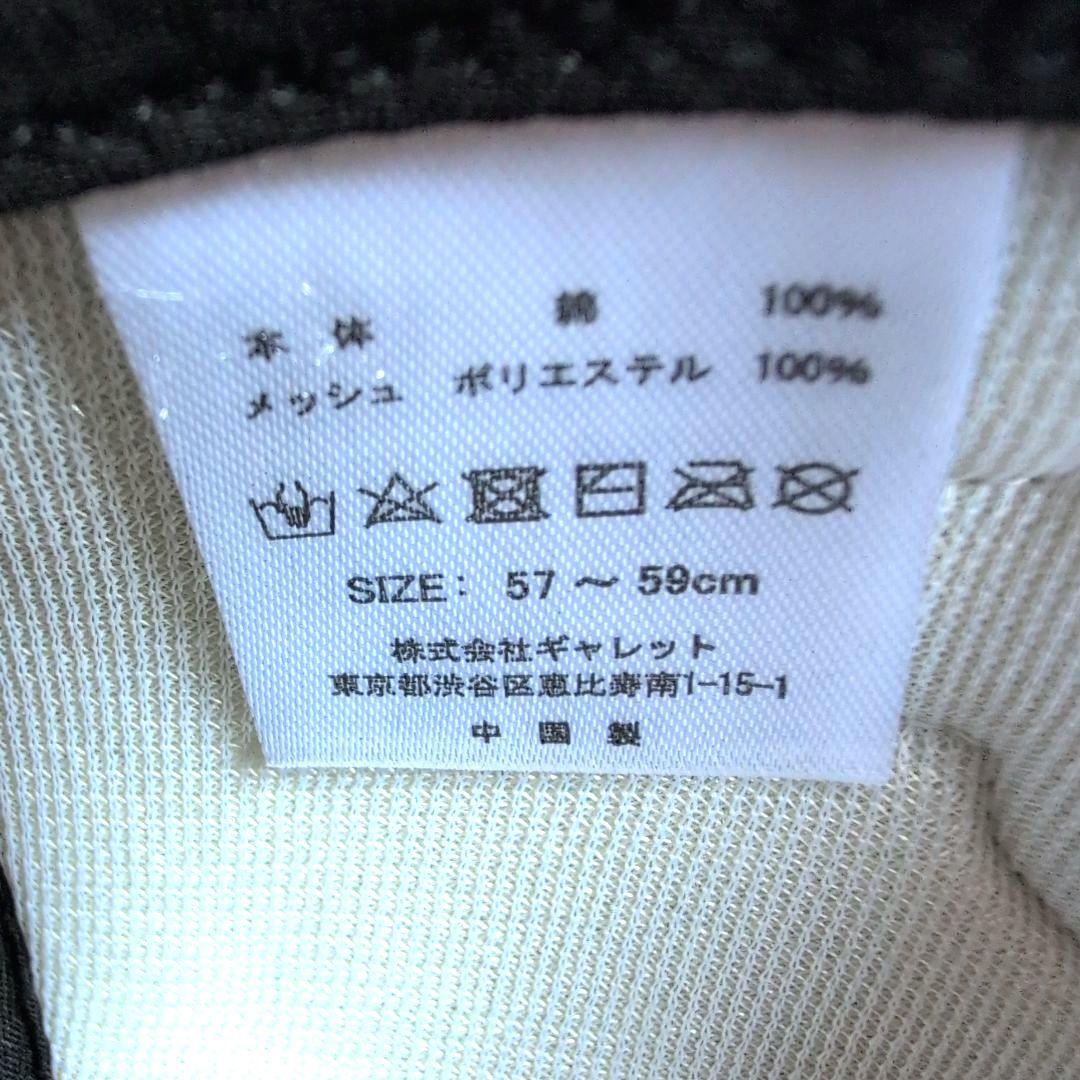 本体 綿 100%
メッシュ ポリエステル 100%
SIZE: 57 ～ 59cm
株式会社ギャレット
東京都渋谷区恵比寿南1-15-1
中国製